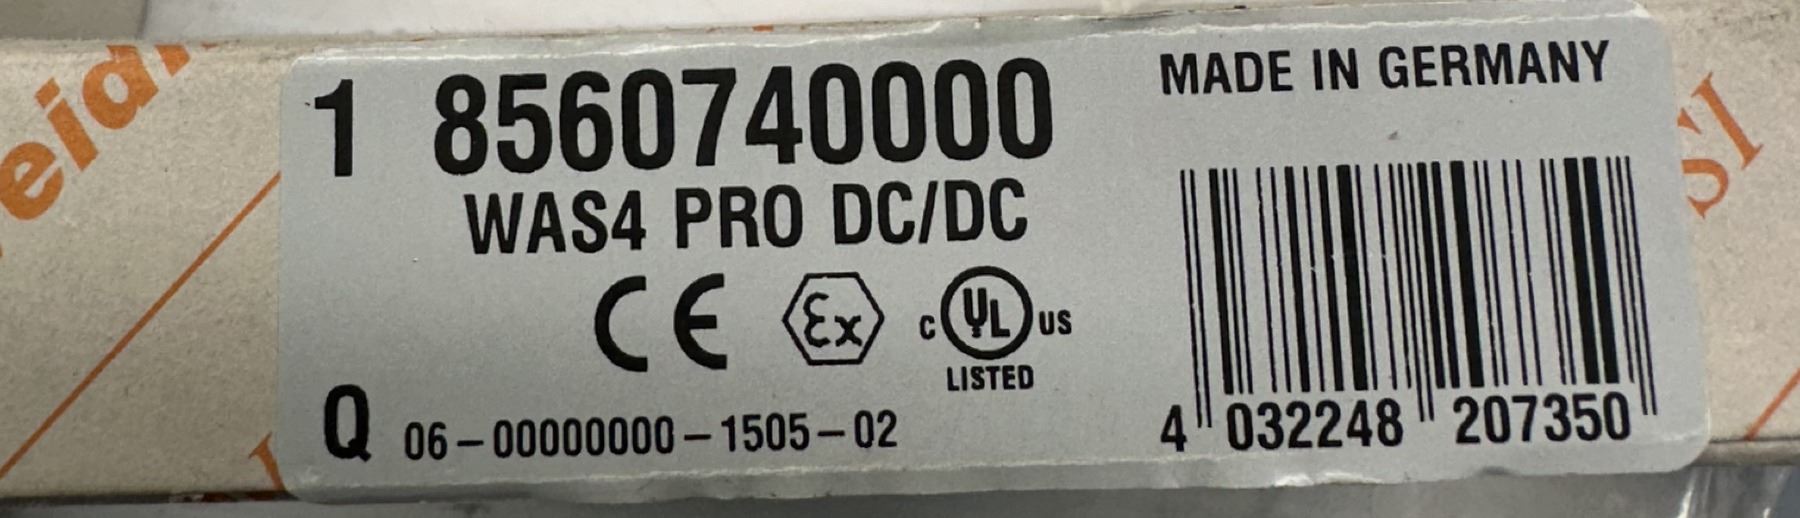 1 8560740000
MADE IN GERMANY
WAS4 PRO DC/DC
CE Ex c UL US
LISTED
Q 06-00000000-1505-02
4 032248 207350